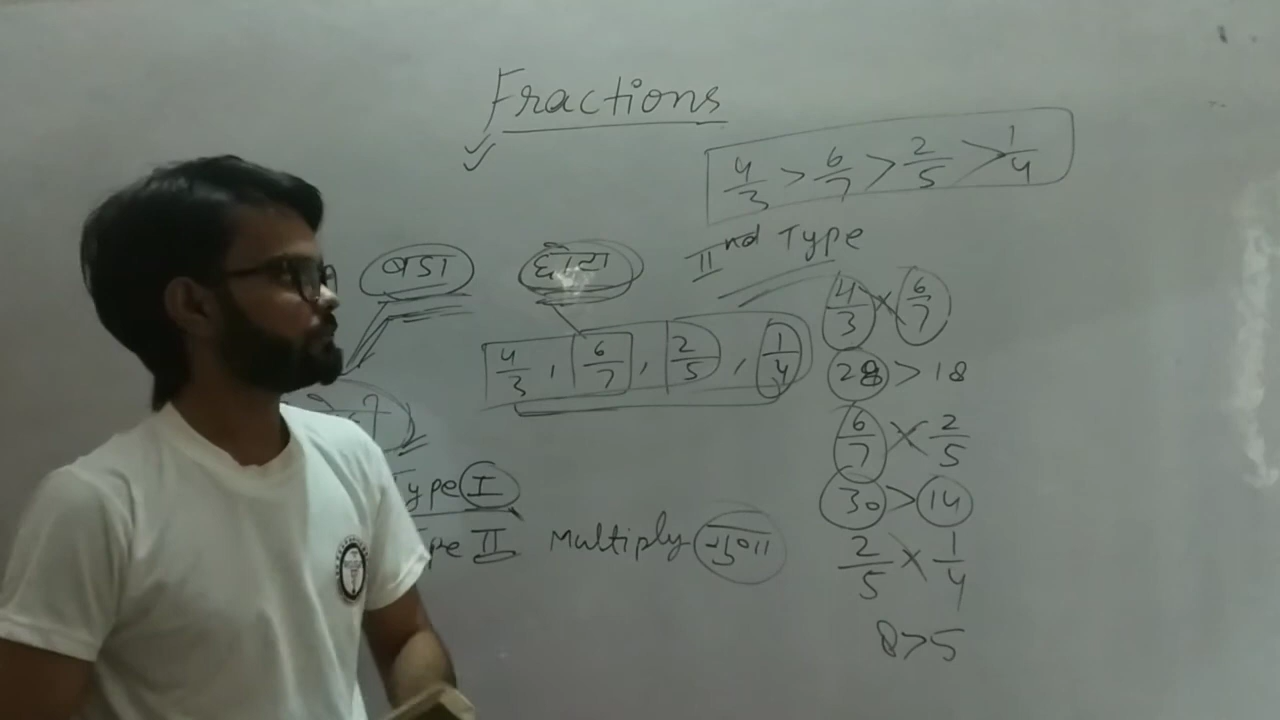 Fractions
4/3 > 6/7 > 2/5 > 1/4
बडा छोटा IInd Type
4/3 , 6/7 , 2/5 , 1/4
4/3 × 6/7
28 > 18
6/7 × 2/5
Type I
30 > 14
Type II Multiply गुणा
2/5 × 1/4
8 > 5